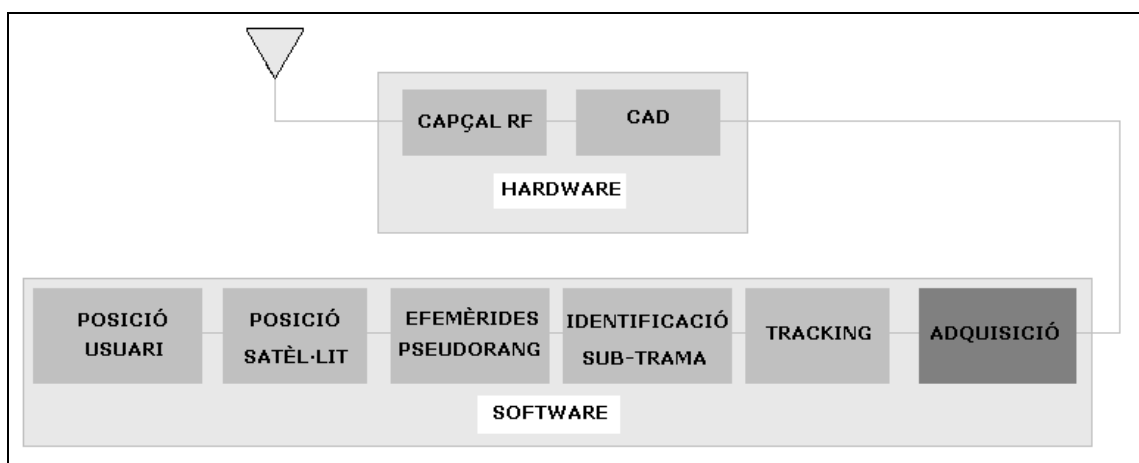 CAPÇAL RF
CAD
HARDWARE
POSICIÓ
USUARI
POSICIÓ
SATÈL·LIT
EFEMÈRIDES
PSEUDORANG
IDENTIFICACIÓ
SUB-TRAMA
TRACKING
ADQUISICIÓ
SOFTWARE